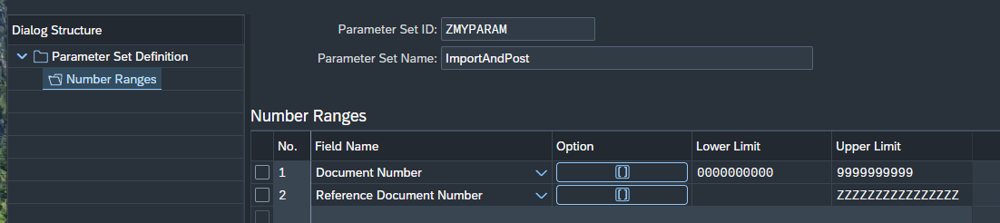 Dialog Structure
Parameter Set Definition
Number Ranges
Parameter Set ID: ZMYPARAM
Parameter Set Name: ImportAndPost
Number Ranges
No. Field Name Option Lower Limit Upper Limit
1 Document Number [] 0000000000 9999999999
2 Reference Document Number [] ZZZZZZZZZZZZZZZZ